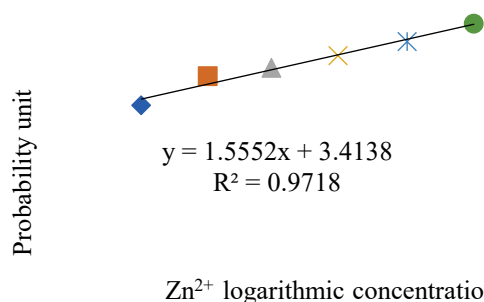 Probability unit
y = 1.5552x + 3.4138
R² = 0.9718
Zn²⁺ logarithmic concentratio